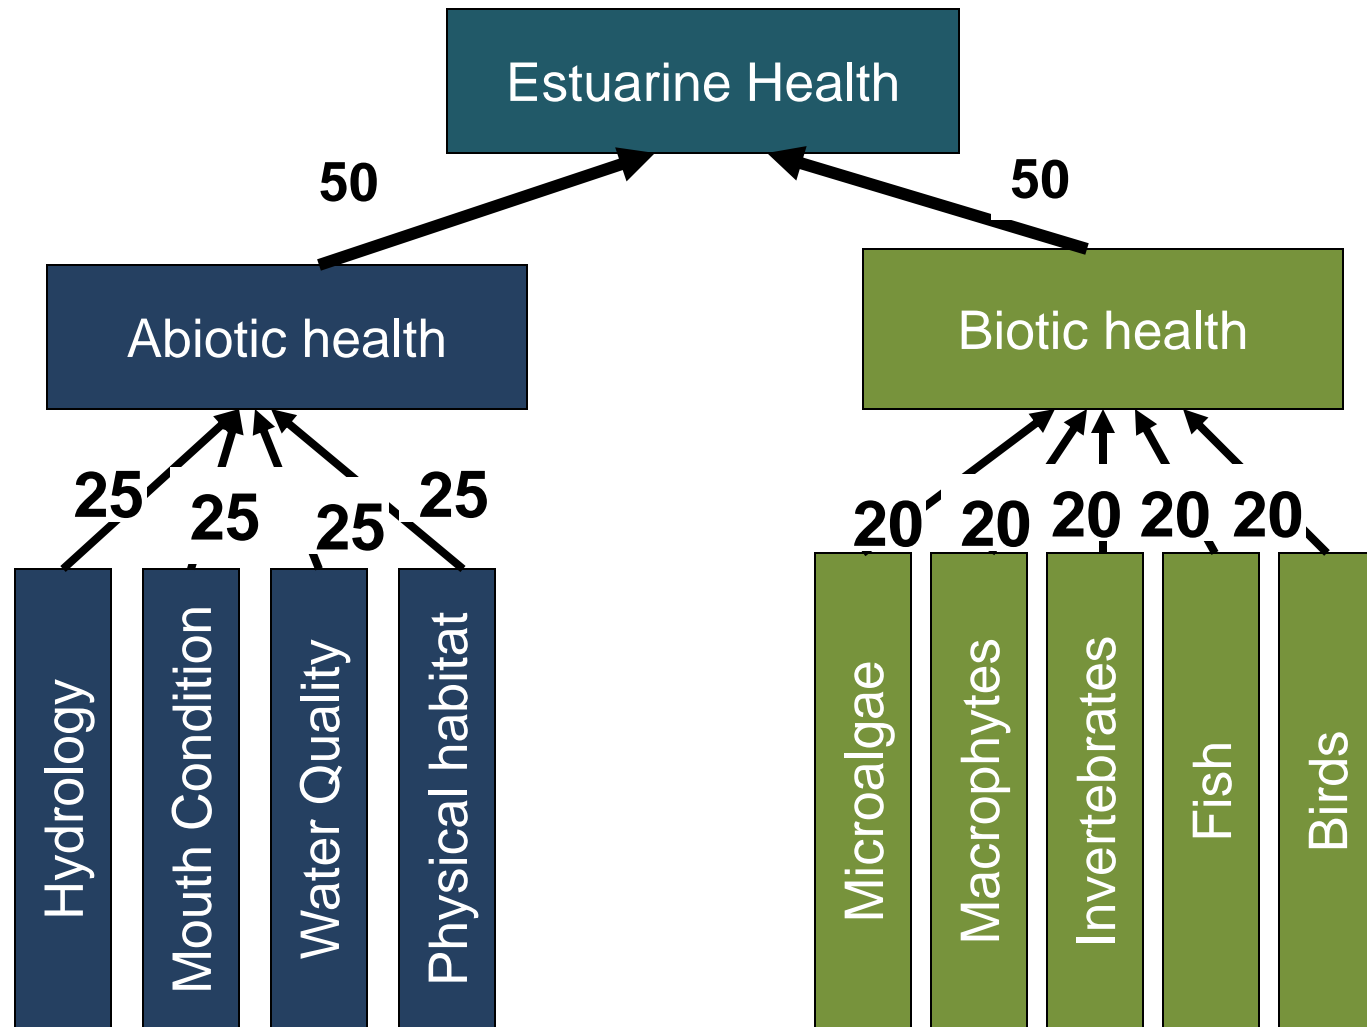 Estuarine Health
50
50
Abiotic health
Biotic health
25
25
25
25
20
20
20
20
20
Hydrology
Mouth Condition
Water Quality
Physical habitat
Microalgae
Macrophytes
Invertebrates
Fish
Birds